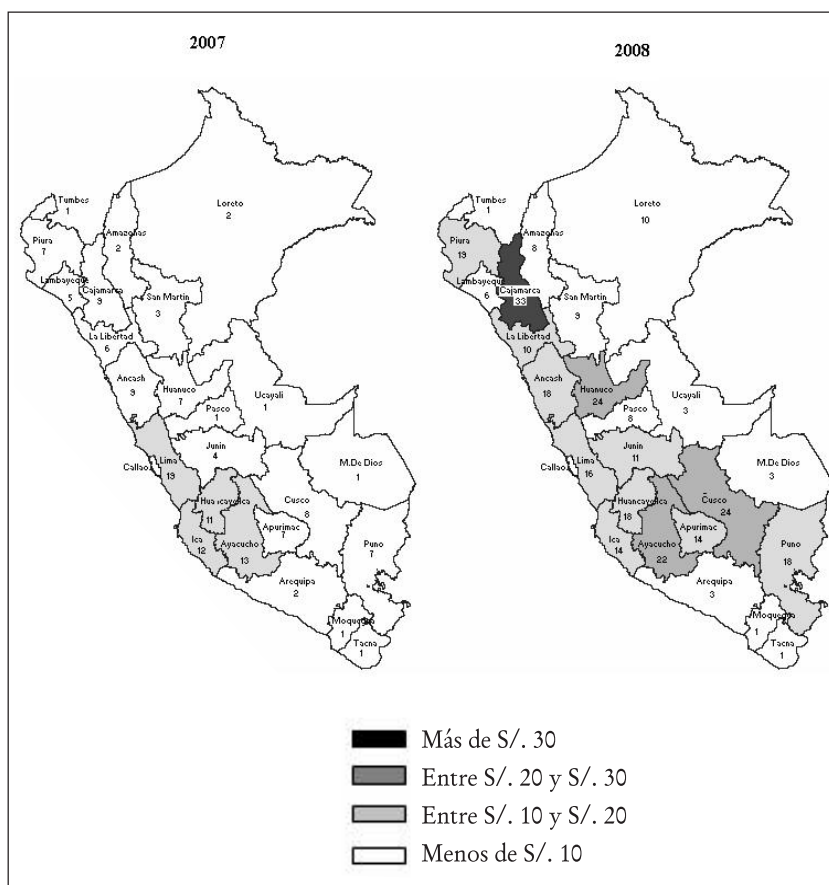 2007
Tumbes
1
Loreto
2
Piura
7
Amazonas
2
Lambayeque
5
Cajamarca
9
San Martin
3
La Libertad
6
Ancash
9
Huanuco
7
Ucayali
1
Pasco
1
Junin
4
Callao
Lima
19
M.De Dios
1
Huancavelica
11
Cusco
8
Ica
12
Ayacucho
13
Apurimac
7
Puno
7
Arequipa
2
Moquegua
1
Tacna
1
2008
Tumbes
1
Loreto
10
Piura
19
Amazonas
8
Lambayeque
6
Cajamarca
33
San Martin
9
La Libertad
10
Ancash
18
Huanuco
24
Ucayali
3
Pasco
8
Junin
11
Callao
Lima
16
M.De Dios
3
Huancavelica
18
Cusco
24
Ica
14
Ayacucho
22
Apurimac
14
Puno
18
Arequipa
3
Moquegua
1
Tacna
1
Más de S/. 30
Entre S/. 20 y S/. 30
Entre S/. 10 y S/. 20
Menos de S/. 10